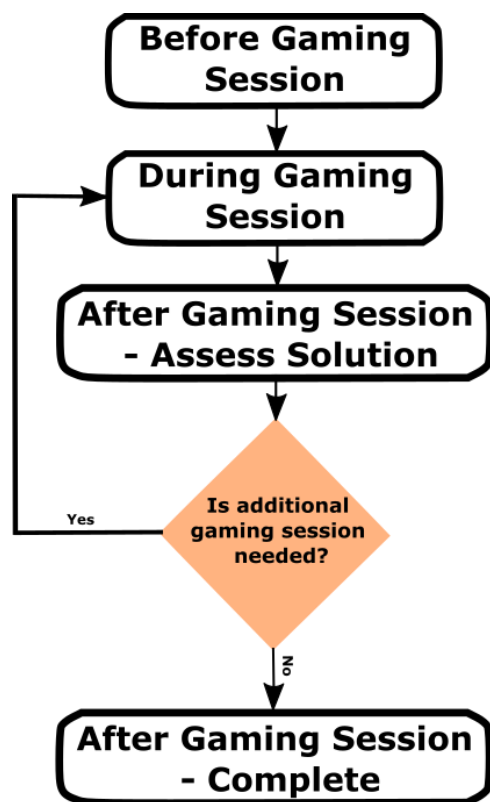 Before Gaming
Session
During Gaming
Session
After Gaming Session
- Assess Solution
Is additional
gaming session
needed?
Yes
No
After Gaming Session
- Complete